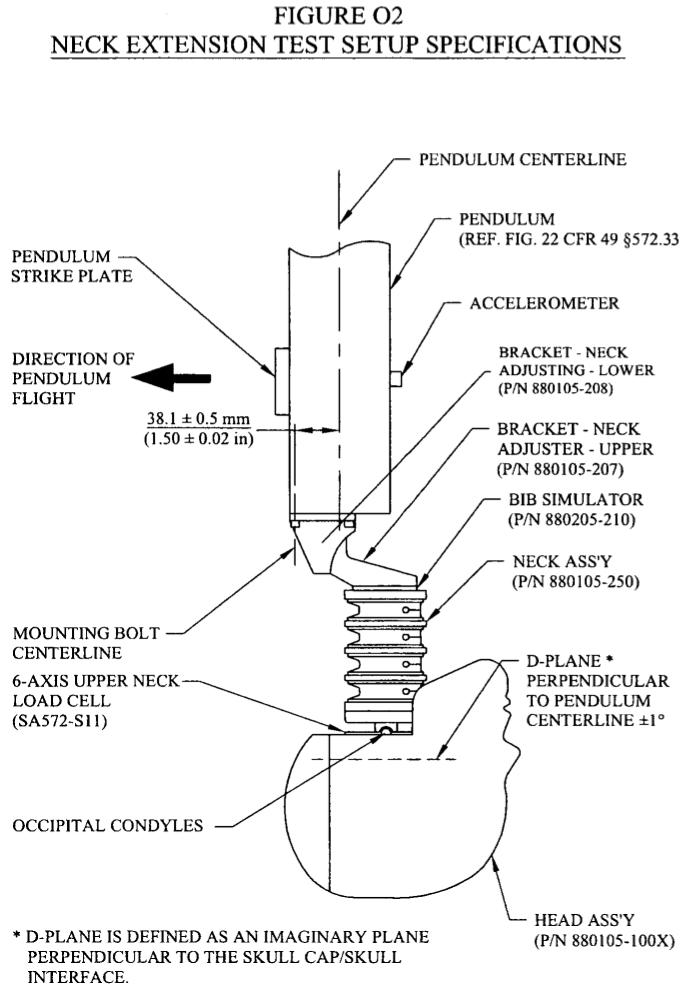 FIGURE O2
NECK EXTENSION TEST SETUP SPECIFICATIONS
PENDULUM CENTERLINE
PENDULUM
(REF. FIG. 22 CFR 49 §572.33
PENDULUM
STRIKE PLATE
ACCELEROMETER
DIRECTION OF
PENDULUM
FLIGHT
BRACKET - NECK
ADJUSTING - LOWER
(P/N 880105-208)
38.1 ± 0.5 mm
(1.50 ± 0.02 in)
BRACKET - NECK
ADJUSTER - UPPER
(P/N 880105-207)
BIB SIMULATOR
(P/N 880205-210)
NECK ASS'Y
(P/N 880105-250)
MOUNTING BOLT
CENTERLINE
6-AXIS UPPER NECK
LOAD CELL
(SA572-S11)
D-PLANE *
PERPENDICULAR
TO PENDULUM
CENTERLINE ±1°
OCCIPITAL CONDYLES
HEAD ASS'Y
(P/N 880105-100X)
* D-PLANE IS DEFINED AS AN IMAGINARY PLANE
PERPENDICULAR TO THE SKULL CAP/SKULL
INTERFACE.